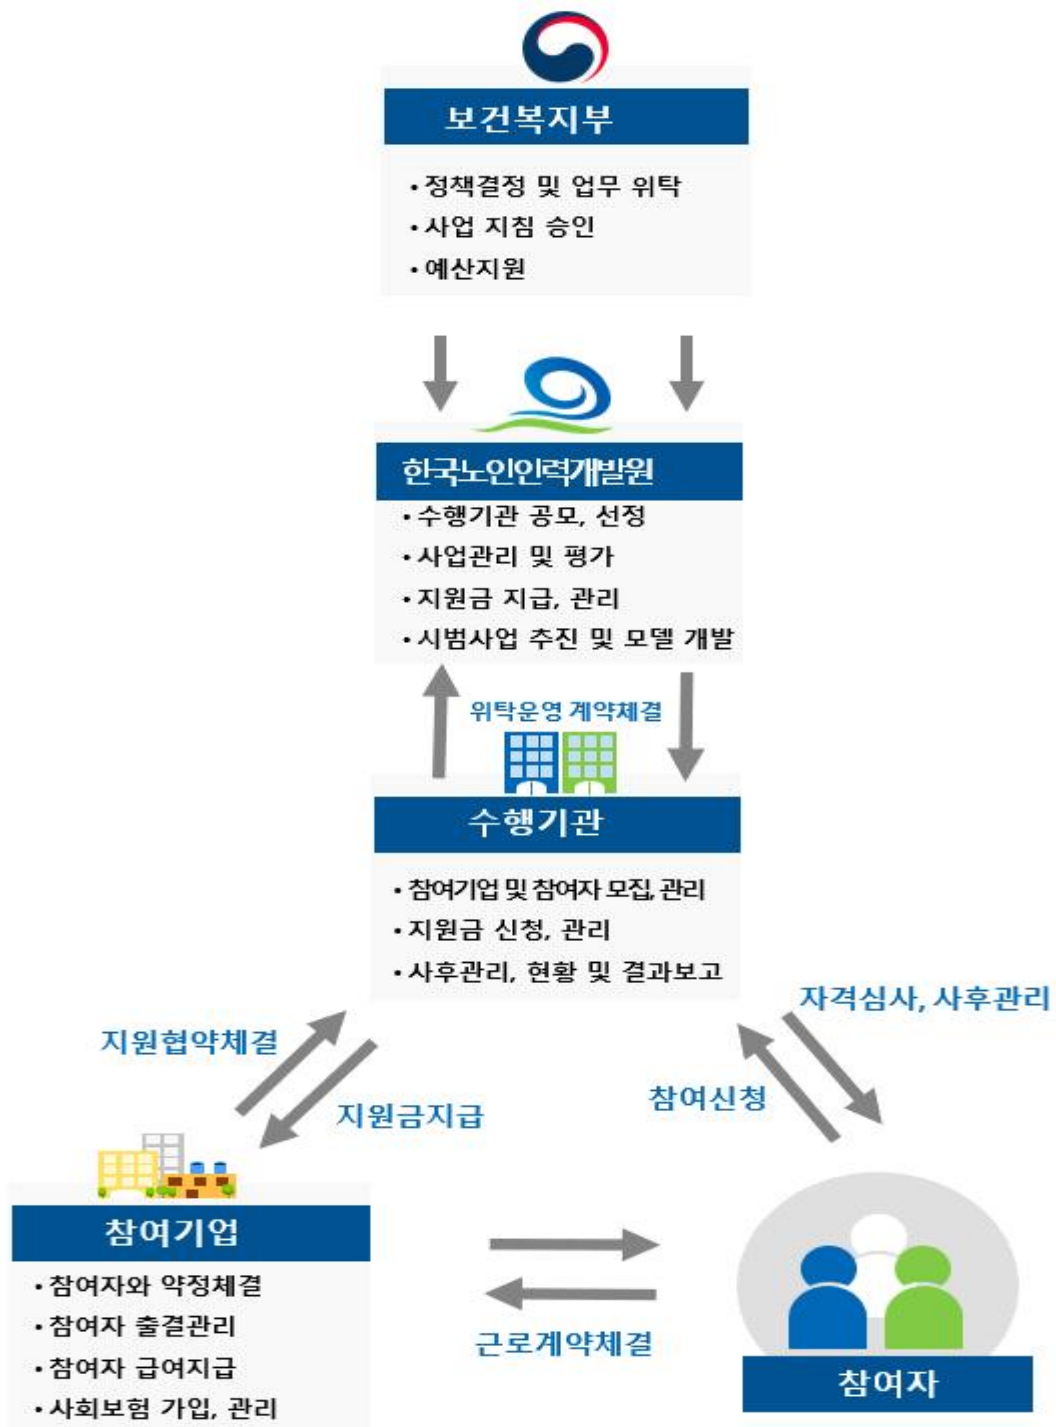 보건복지부
• 정책결정 및 업무 위탁
• 사업 지침 승인
• 예산지원
한국노인인력개발원
• 수행기관 공모, 선정
• 사업관리 및 평가
• 지원금 지급, 관리
• 시범사업 추진 및 모델 개발
위탁운영 계약체결
수행기관
• 참여기업 및 참여자 모집, 관리
• 지원금 신청, 관리
• 사후관리, 현황 및 결과보고
자격심사, 사후관리
지원협약체결
참여신청
지원금지급
참여기업
• 참여자와 약정체결
• 참여자 출결관리
• 참여자 급여지급
• 사회보험 가입, 관리
근로계약체결
참여자